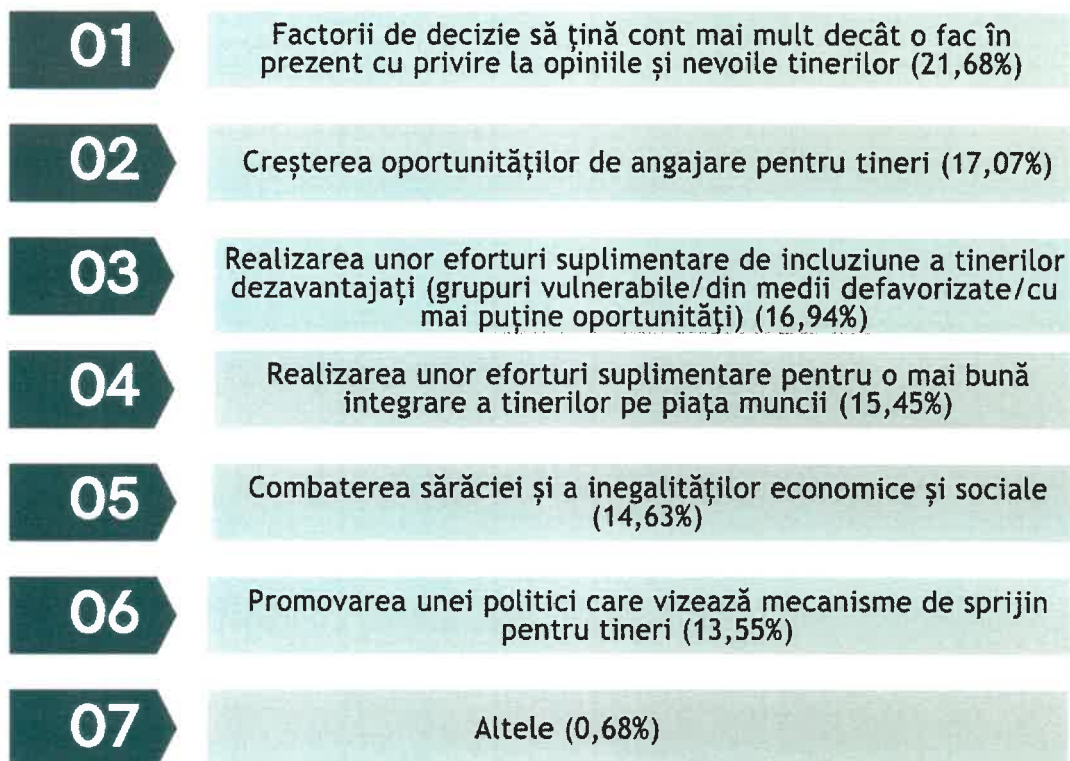 01
Factorii de decizie să țină cont mai mult decât o fac în
prezent cu privire la opiniile și nevoile tinerilor (21,68%)
02
Creșterea oportunităților de angajare pentru tineri (17,07%)
03
Realizarea unor eforturi suplimentare de incluziune a tinerilor
dezavantajați (grupuri vulnerabile/din medii defavorizate/cu
mai puține oportunități) (16,94%)
04
Realizarea unor eforturi suplimentare pentru o mai bună
integrare a tinerilor pe piața muncii (15,45%)
05
Combaterea sărăciei și a inegalităților economice și sociale
(14,63%)
06
Promovarea unei politici care vizează mecanisme de sprijin
pentru tineri (13,55%)
07
Altele (0,68%)